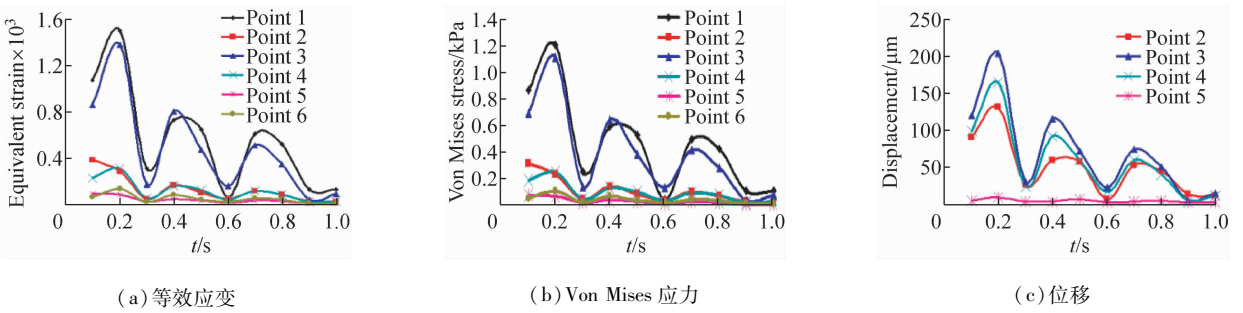 Equivalent strain×10³
1.6
1.2
0.8
0.4
0
0.2
0.4
0.6
0.8
1.0
t/s
Point 1
Point 2
Point 3
Point 4
Point 5
Point 6
(a)等效应变
Von Mises stress/kPa
1.4
1.2
1.0
0.8
0.6
0.4
0.2
0
0.2
0.4
0.6
0.8
1.0
t/s
Point 1
Point 2
Point 3
Point 4
Point 5
Point 6
(b)Von Mises 应力
Displacement/μm
250
200
150
100
50
0
0.2
0.4
0.6
0.8
1.0
t/s
Point 2
Point 3
Point 4
Point 5
(c)位移